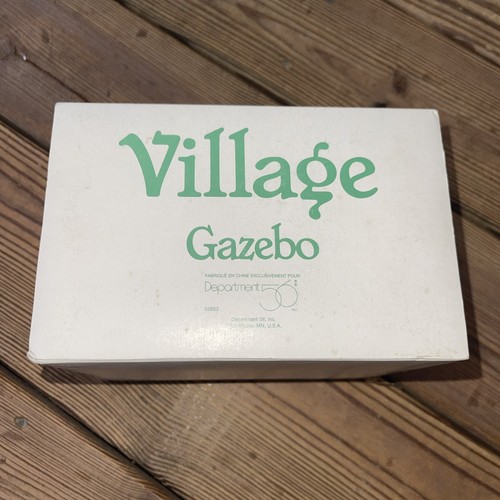 Village
Gazebo
FABRIQUÉ EN CHINE EXCLUSIVEMENT POUR
Department 56
Department 56, Inc.
MN, U.S.A.